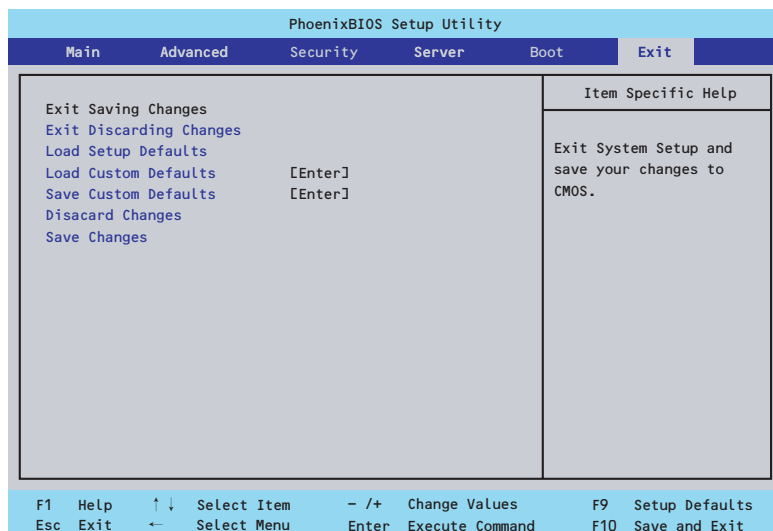 PhoenixBIOS Setup Utility
Main Advanced Security Server Boot Exit
Item Specific Help
Exit Saving Changes
Exit Discarding Changes
Load Setup Defaults
Load Custom Defaults [Enter]
Save Custom Defaults [Enter]
Disacard Changes
Save Changes
Exit System Setup and
save your changes to
CMOS.
F1 Help ↑↓ Select Item - /+ Change Values F9 Setup Defaults
Esc Exit ← Select Menu Enter Execute Command F10 Save and Exit